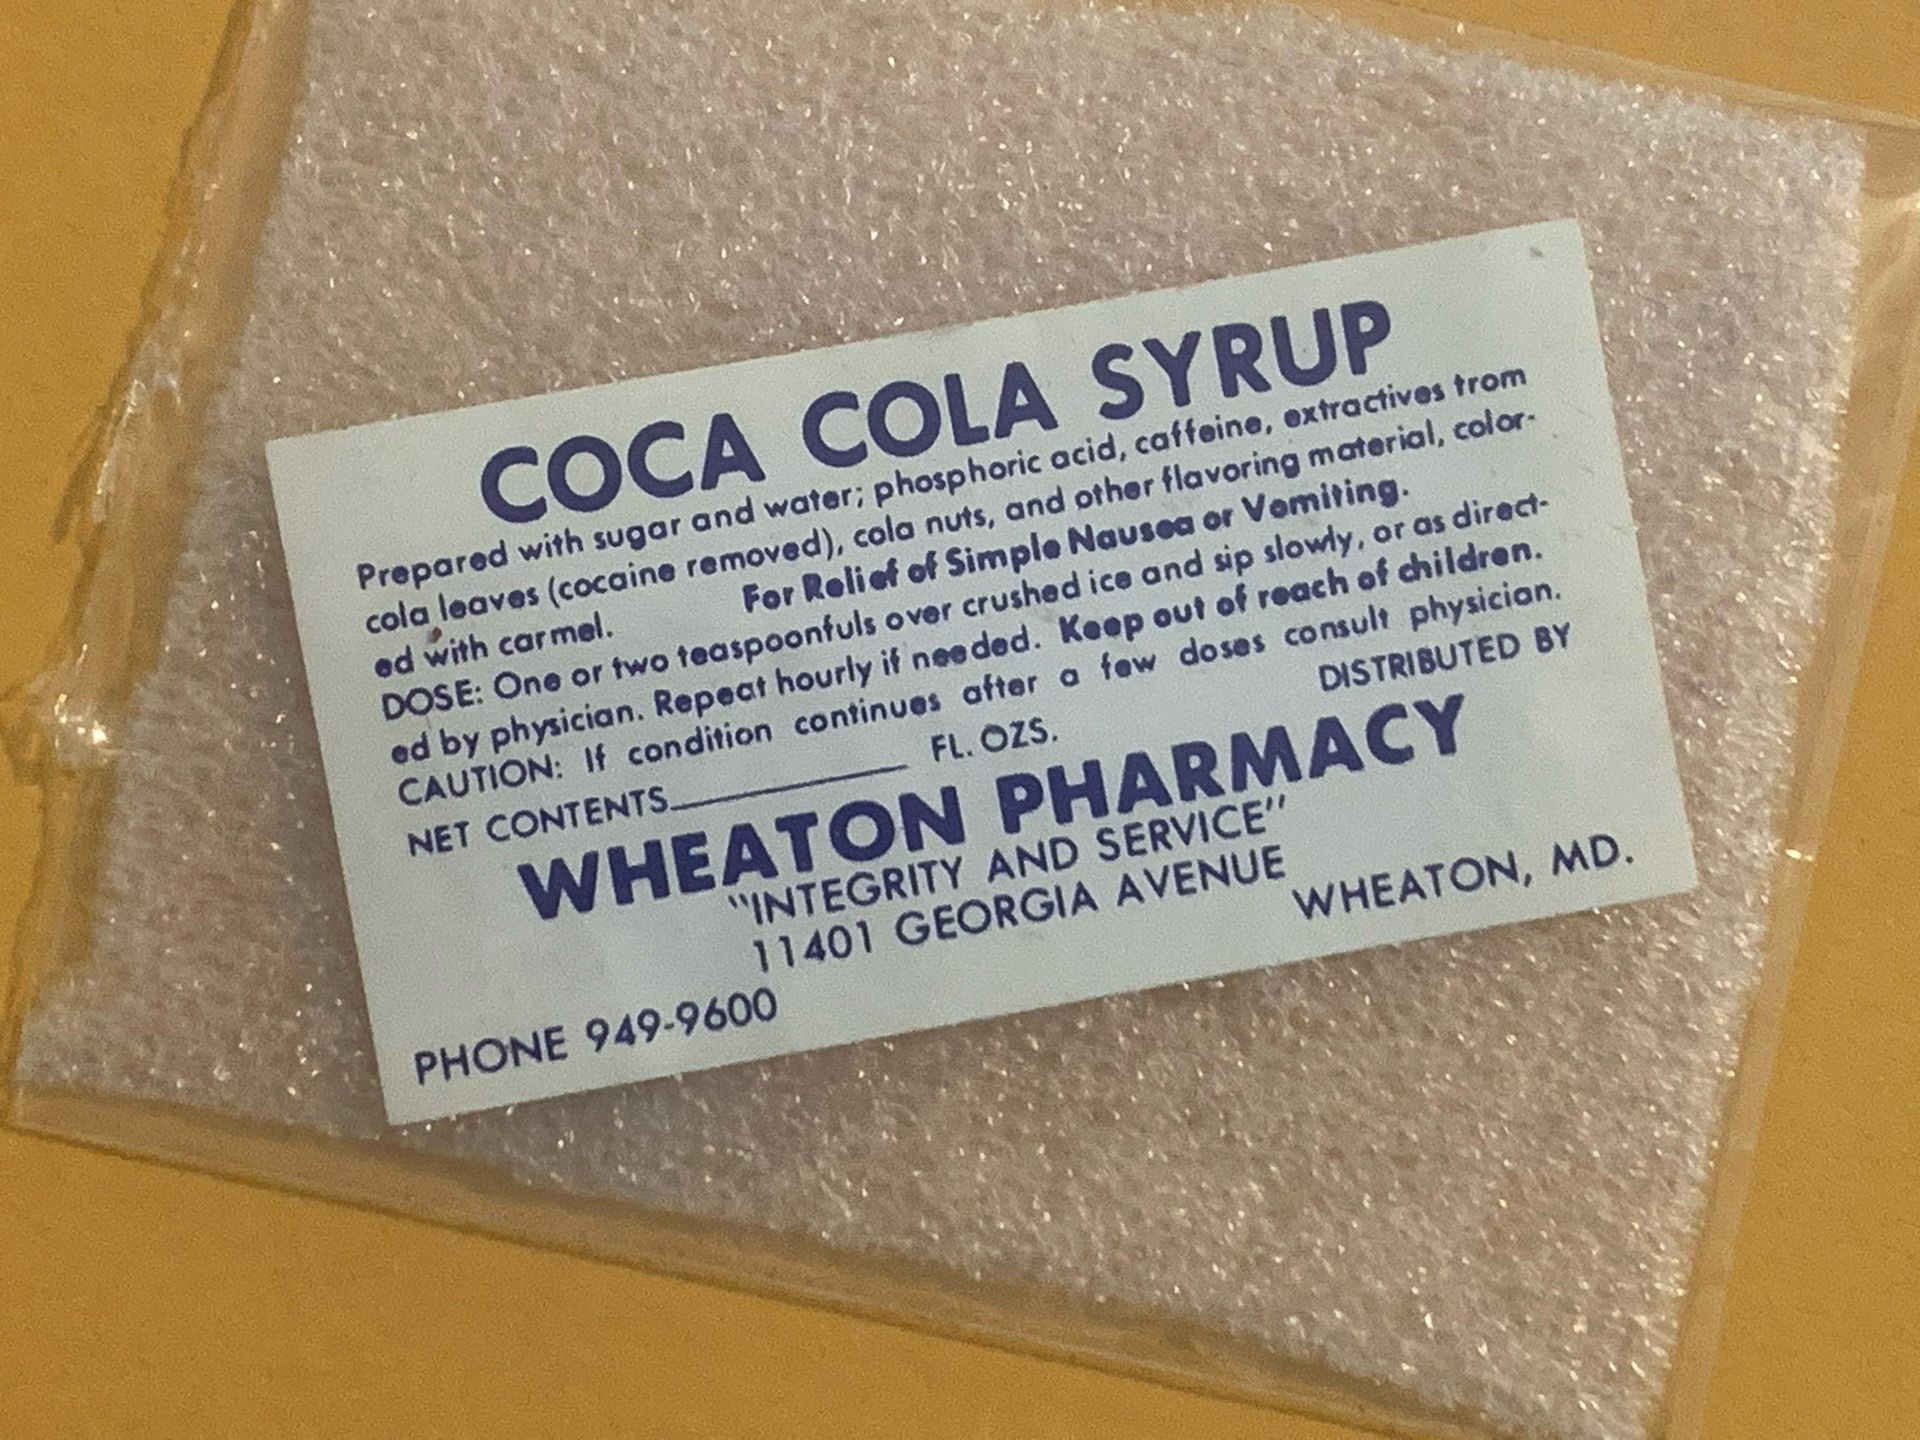 COCA COLA SYRUP
Prepared with sugar and water; phosphoric acid, caffeine, extractives from
cola leaves (cocaine removed), cola nuts, and other flavoring material, color-
ed with carmel. For Relief of Simple Nausea or Vomiting.
DOSE: One or two teaspoonfuls over crushed ice and sip slowly, or as direct-
ed by physician. Repeat hourly if needed. Keep out of reach of children.
CAUTION: If condition continues after a few doses consult physician.
NET CONTENTS________ FL. OZS. DISTRIBUTED BY
WHEATON PHARMACY
"INTEGRITY AND SERVICE"
11401 GEORGIA AVENUE
PHONE 949-9600 WHEATON, MD.